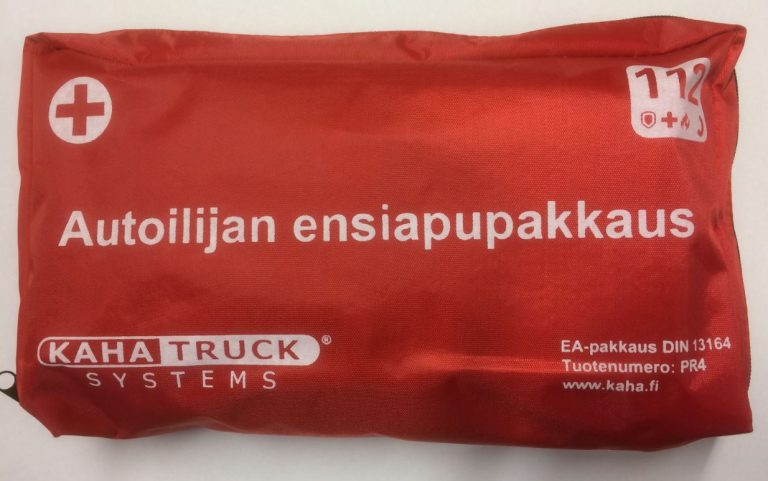 112
Autoilijan ensiapupakkaus
KAHA TRUCK ®
SYSTEMS
EA-pakkaus DIN 13164
Tuotenumero: PR4
www.kaha.fi